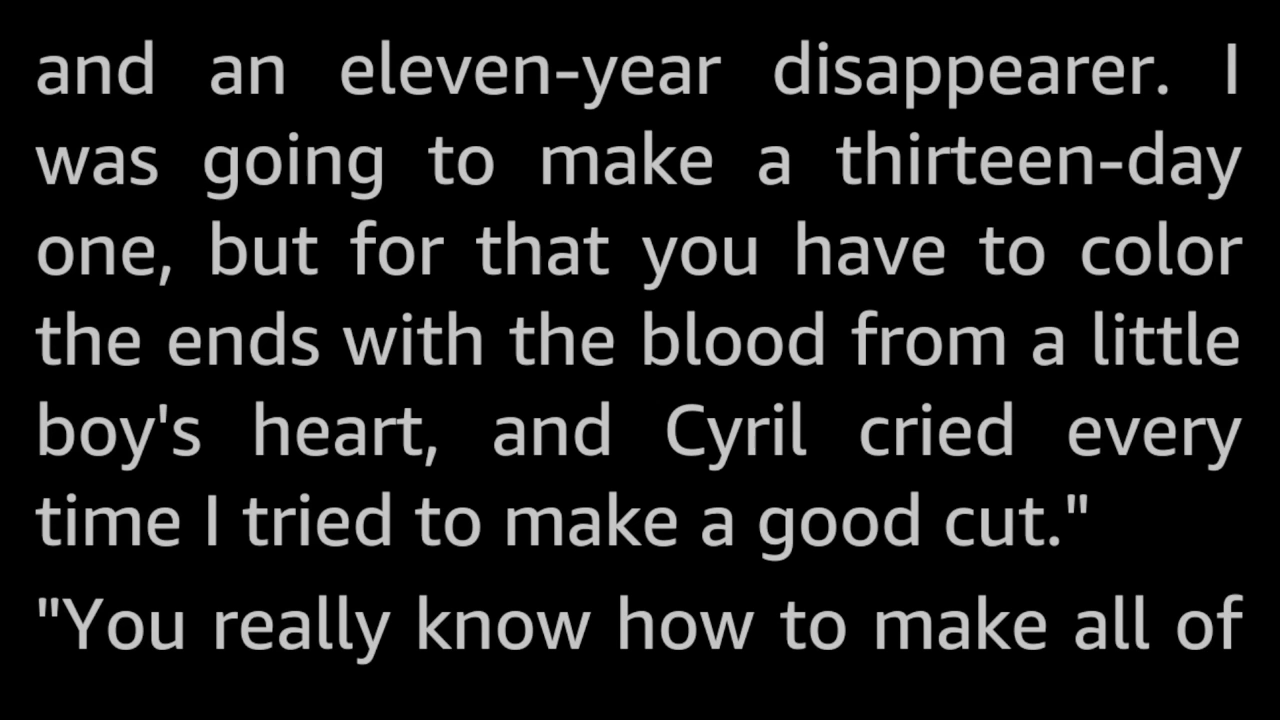 and an eleven-year disappearer. I
was going to make a thirteen-day
one, but for that you have to color
the ends with the blood from a little
boy's heart, and Cyril cried every
time I tried to make a good cut."
"You really know how to make all of